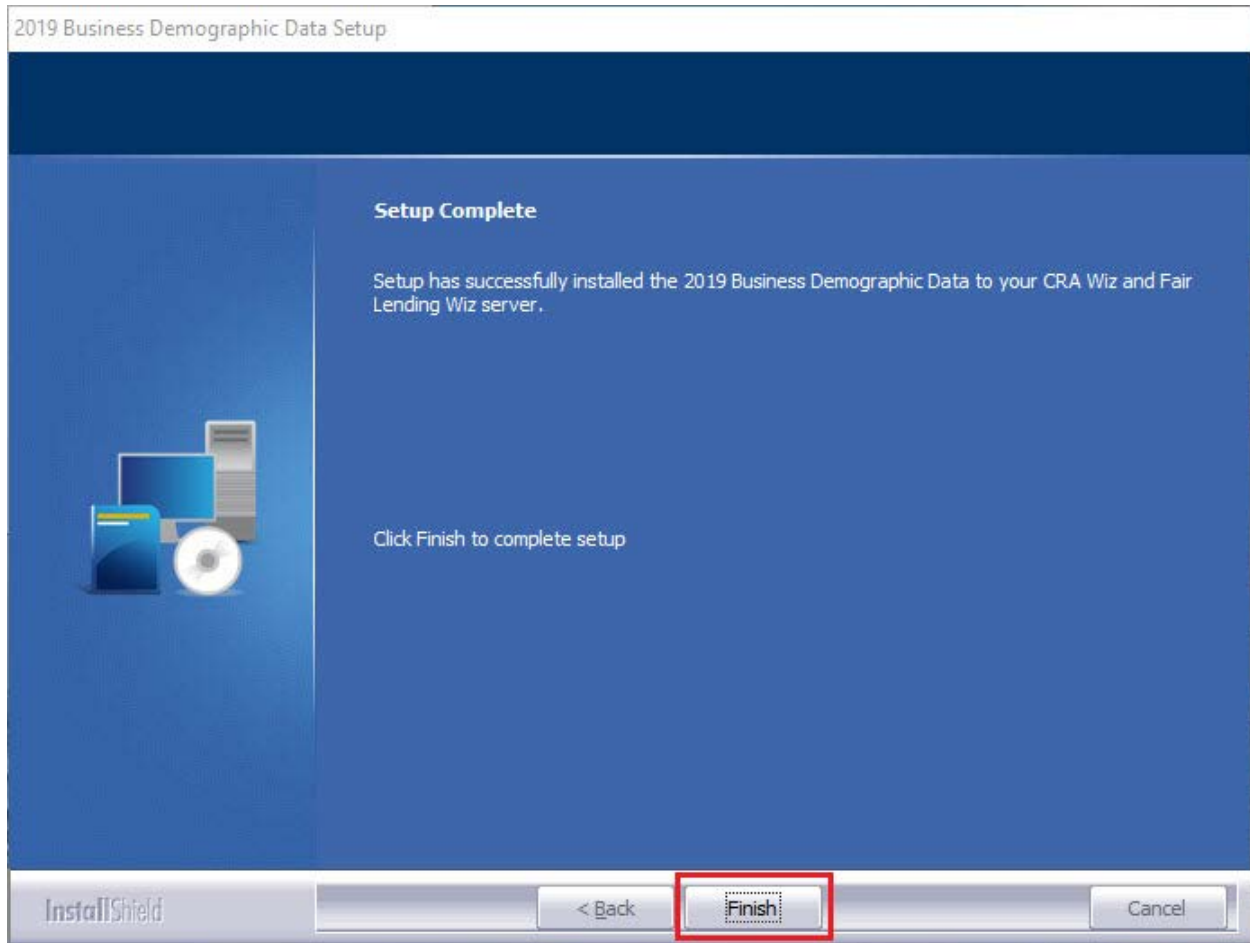 2019 Business Demographic Data Setup
Setup Complete
Setup has successfully installed the 2019 Business Demographic Data to your CRA Wiz and Fair
Lending Wiz server.
Click Finish to complete setup
InstallShield
< Back
Finish
Cancel